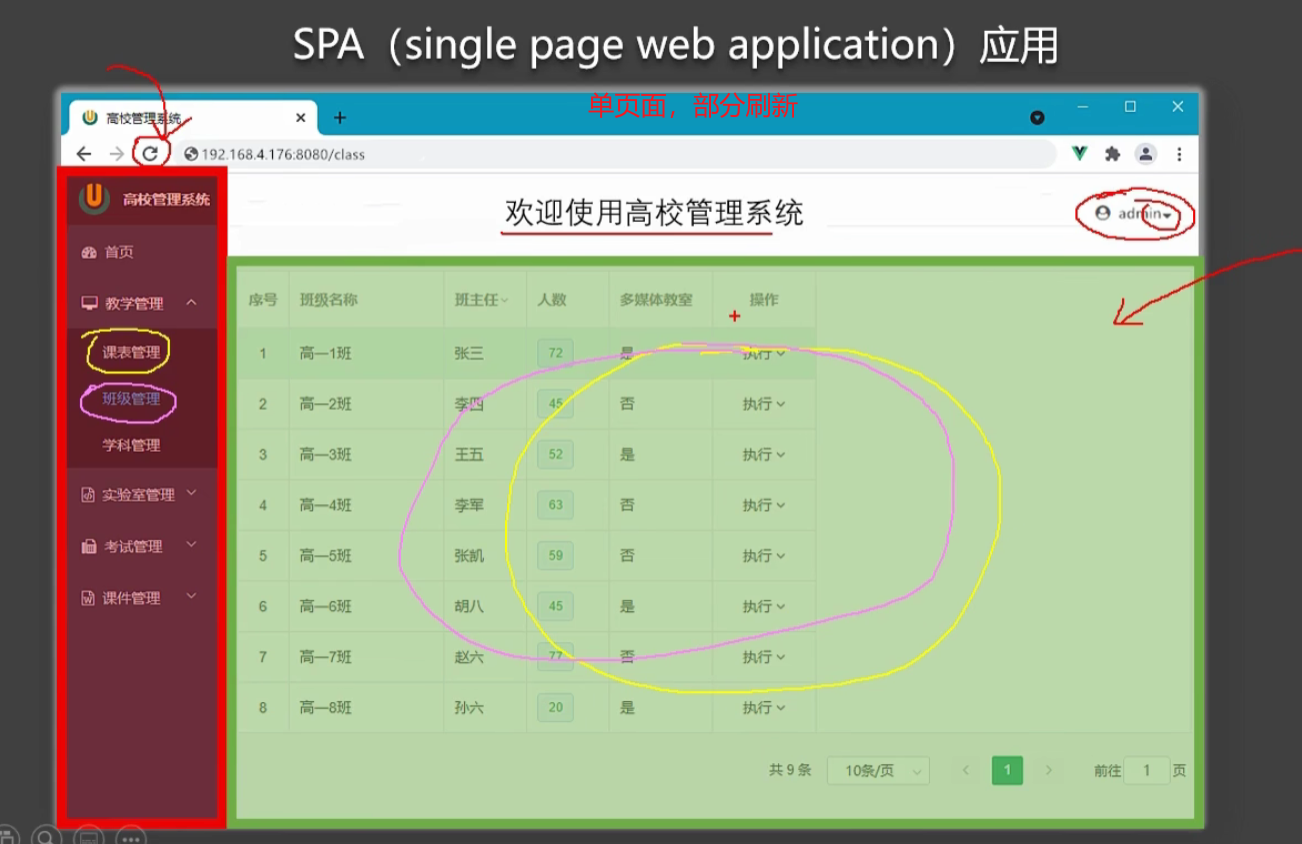 SPA（single page web application）应用
高校管理系统
单页面，部分刷新
192.168.4.176:8080/class
高校管理系统
欢迎使用高校管理系统
admin
首页
教学管理
课表管理
班级管理
学科管理
实验室管理
考试管理
课件管理
序号 班级名称 班主任 人数 多媒体教室 操作
1 高一1班 张三 72 是 执行
2 高一2班 李四 45 否 执行
3 高一3班 王五 52 是 执行
4 高一4班 李军 63 否 执行
5 高一5班 张凯 59 否 执行
6 高一6班 胡八 45 是 执行
7 高一7班 赵六 77 否 执行
8 高一8班 孙六 20 是 执行
共 9 条 10条/页 1 前往 1 页